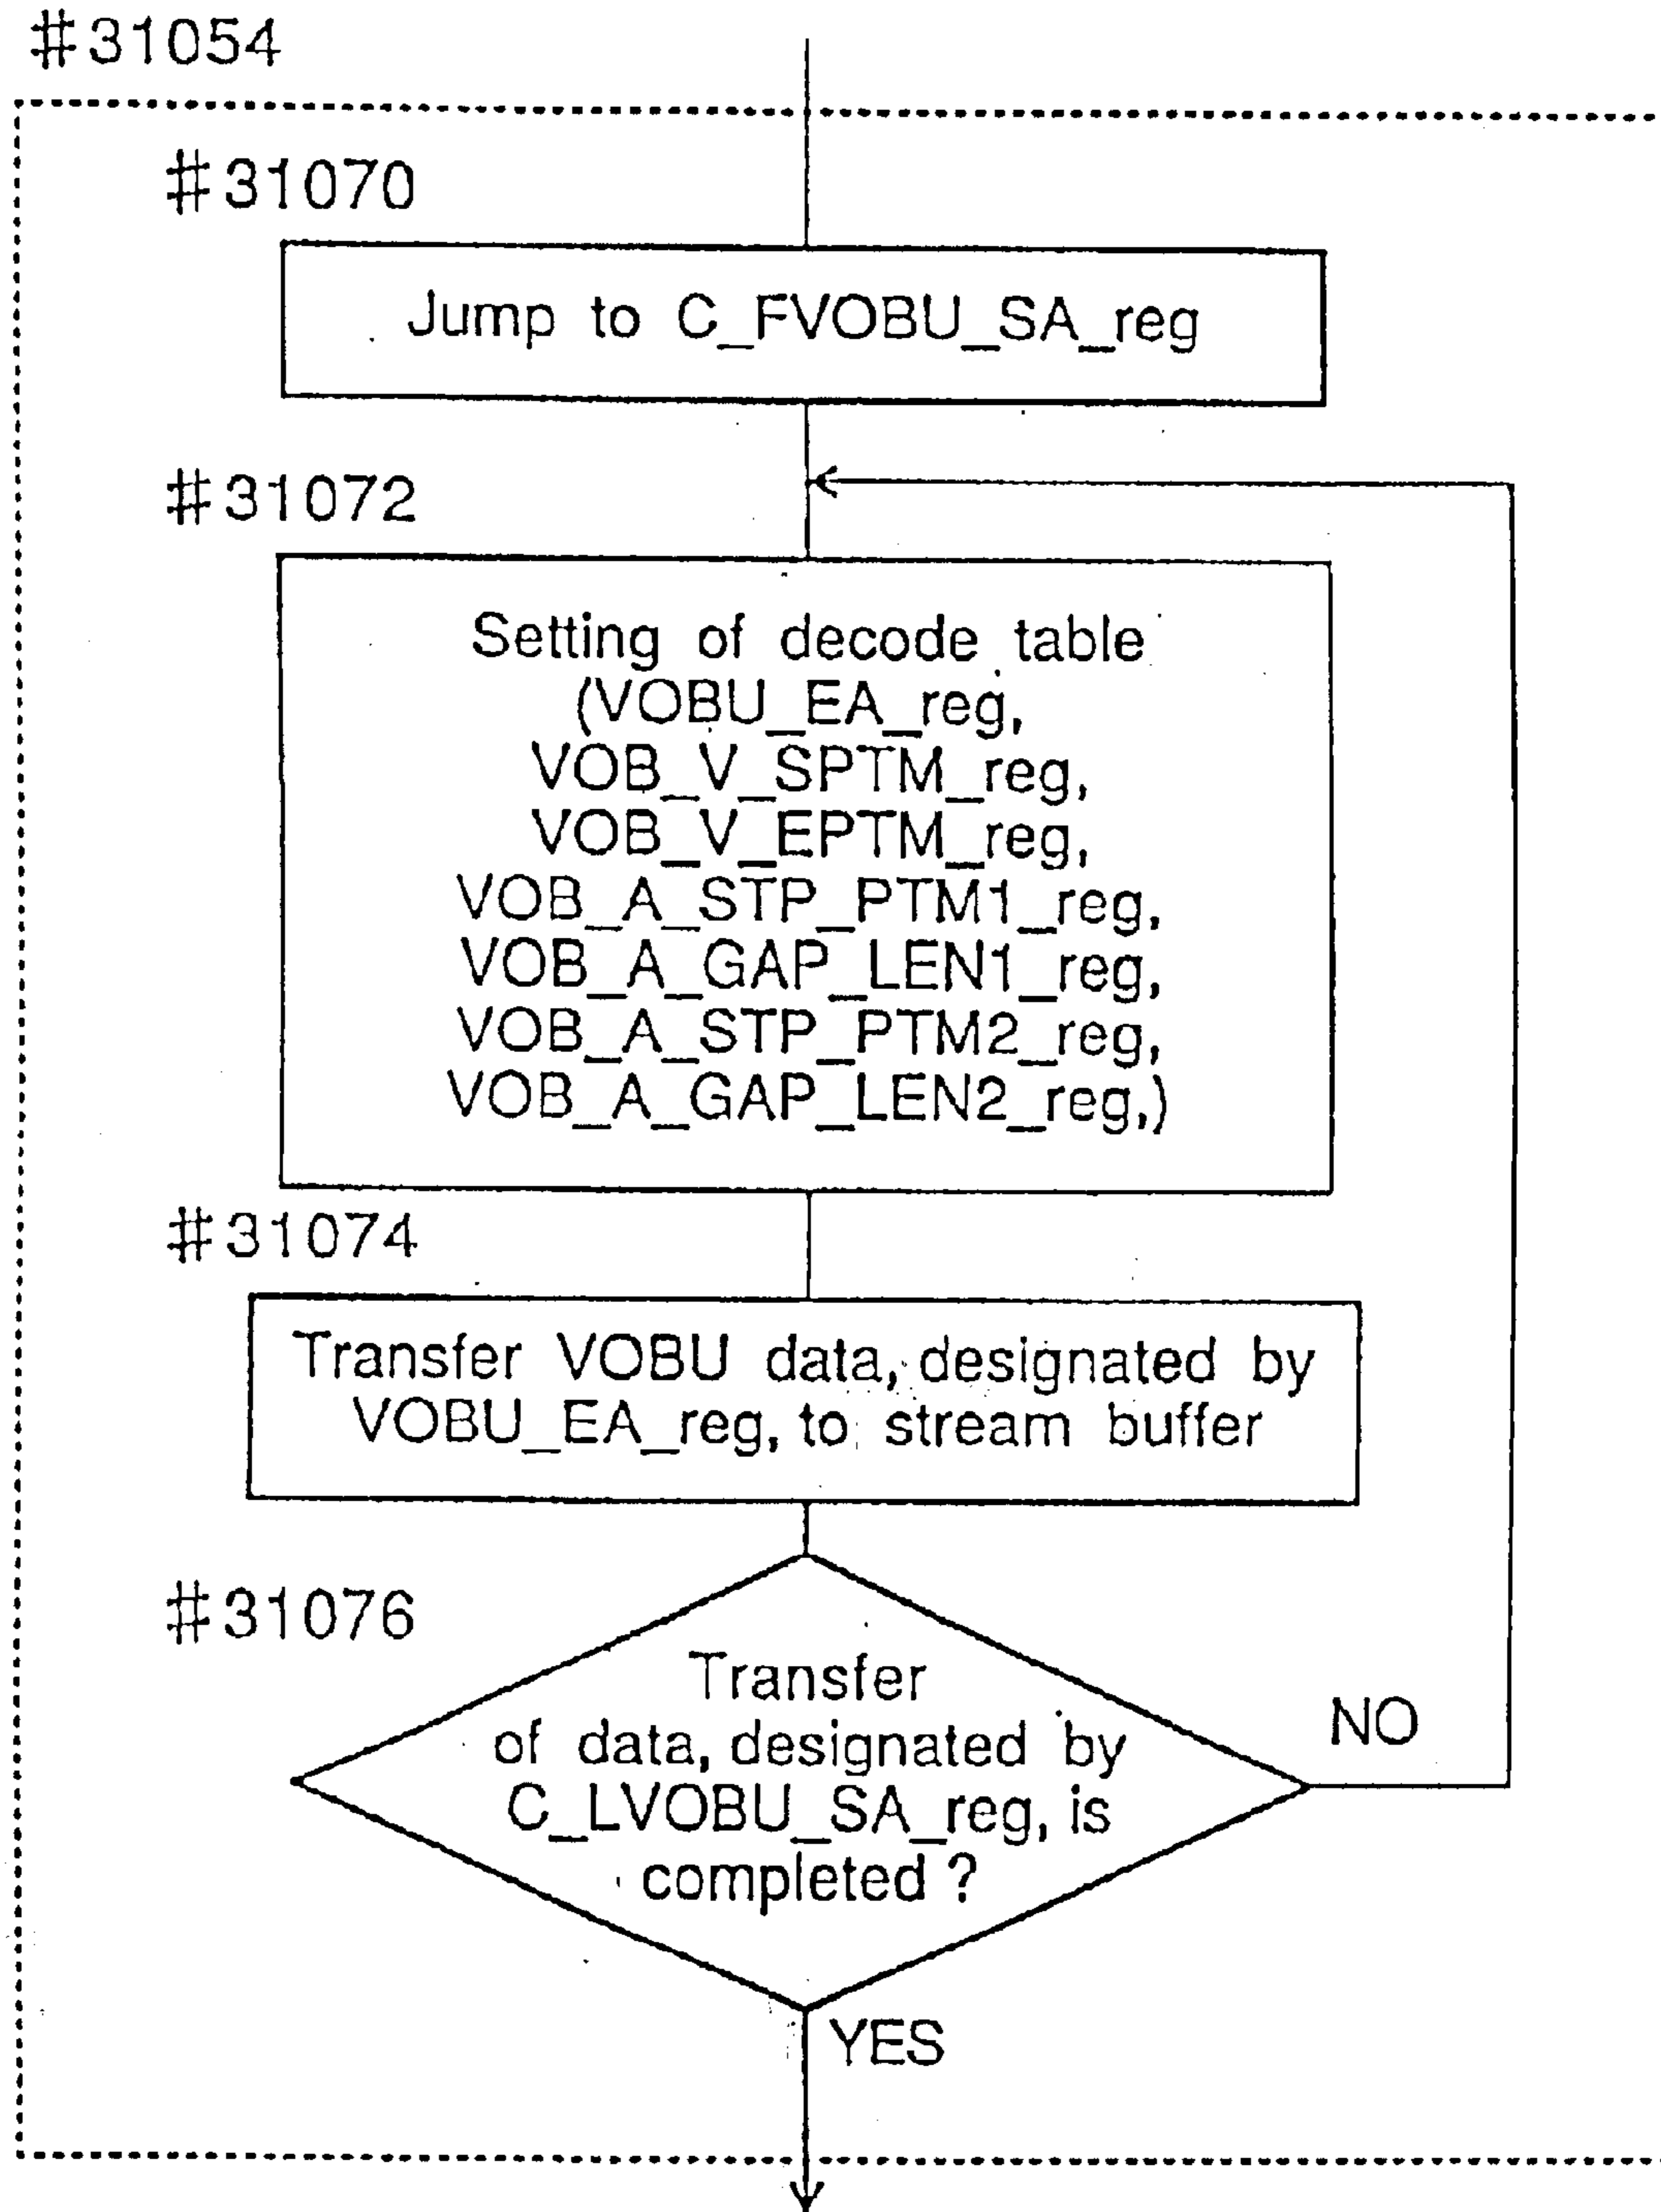 #31054
#31070
Jump to C_FVOBU_SA_reg
#31072
Setting of decode table
(VOBU_EA_reg,
VOB_V_SPTM_reg,
VOB_V_EPTM_reg,
VOB_A_STP_PTM1_reg,
VOB_A_GAP_LEN1_reg,
VOB_A_STP_PTM2_reg,
VOB_A_GAP_LEN2_reg,)
#31074
Transfer VOBU data, designated by
VOBU_EA_reg, to stream buffer
#31076
Transfer
of data, designated by
C_LVOBU_SA_reg, is
completed ?
NO
YES